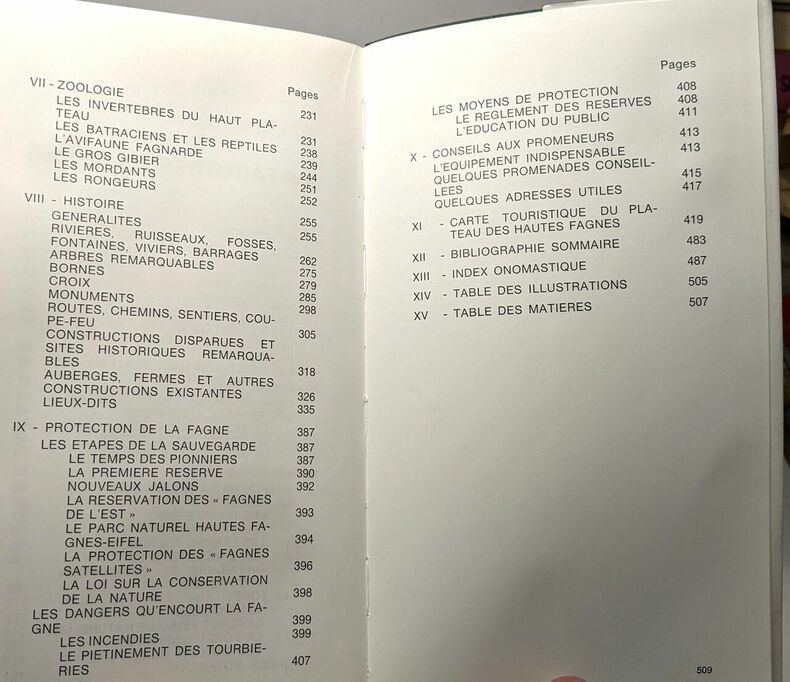 Pages
VII - ZOOLOGIE 231
LES INVERTEBRES DU HAUT PLA-
TEAU 231
LES BATRACIENS ET LES REPTILES 238
L'AVIFAUNE FAGNARDE 239
LE GROS GIBIER 244
LES MORDANTS 251
LES RONGEURS 252
VIII - HISTOIRE 255
GENERALITES 255
RIVIERES, RUISSEAUX, FOSSES,
FONTAINES, VIVIERS, BARRAGES 262
ARBRES REMARQUABLES 275
BORNES 279
CROIX 285
MONUMENTS 298
ROUTES, CHEMINS, SENTIERS, COU-
PE-FEU 305
CONSTRUCTIONS DISPARUES ET
SITES HISTORIQUES REMARQUA-
BLES 318
AUBERGES, FERMES ET AUTRES
CONSTRUCTIONS EXISTANTES 326
LIEUX-DITS 335
IX - PROTECTION DE LA FAGNE 387
LES ETAPES DE LA SAUVEGARDE 387
LE TEMPS DES PIONNIERS 387
LA PREMIERE RESERVE 390
NOUVEAUX JALONS 392
LA RESERVATION DES « FAGNES
DE L'EST » 393
LE PARC NATUREL HAUTES FA-
GNES-EIFEL 394
LA PROTECTION DES « FAGNES
SATELLITES » 396
LA LOI SUR LA CONSERVATION
DE LA NATURE 398
LES DANGERS QU'ENCOURT LA FA-
GNE 399
LES INCENDIES 399
LE PIETINEMENT DES TOURBIE-
RIES 407
Pages
LES MOYENS DE PROTECTION 408
LE REGLEMENT DES RESERVES 408
L'EDUCATION DU PUBLIC 411
X - CONSEILS AUX PROMENEURS 413
L'EQUIPEMENT INDISPENSABLE 413
QUELQUES PROMENADES CONSEIL-
LEES 415
QUELQUES ADRESSES UTILES 417
XI - CARTE TOURISTIQUE DU PLA-
TEAU DES HAUTES FAGNES 419
XII - BIBLIOGRAPHIE SOMMAIRE 483
XIII - INDEX ONOMASTIQUE 487
XIV - TABLE DES ILLUSTRATIONS 505
XV - TABLE DES MATIERES 507
509